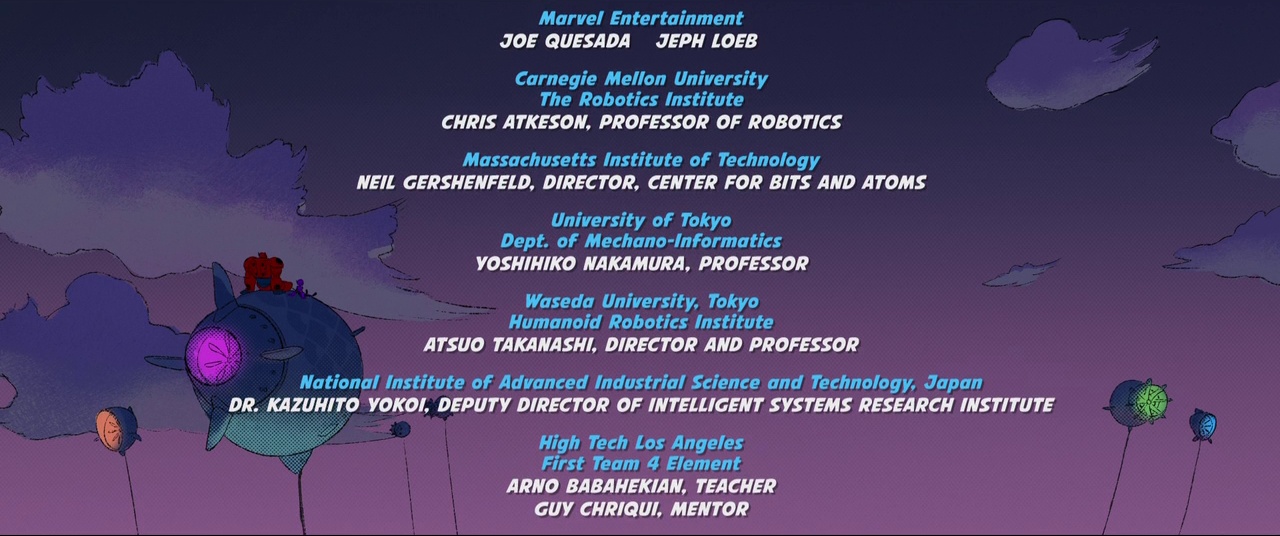 Marvel Entertainment
JOE QUESADA JEPH LOEB
Carnegie Mellon University
The Robotics Institute
CHRIS ATKESON, PROFESSOR OF ROBOTICS
Massachusetts Institute of Technology
NEIL GERSHENFELD, DIRECTOR, CENTER FOR BITS AND ATOMS
University of Tokyo
Dept. of Mechano-Informatics
YOSHIHIKO NAKAMURA, PROFESSOR
Waseda University, Tokyo
Humanoid Robotics Institute
ATSUO TAKANASHI, DIRECTOR AND PROFESSOR
National Institute of Advanced Industrial Science and Technology, Japan
DR. KAZUHITO YOKOI, DEPUTY DIRECTOR OF INTELLIGENT SYSTEMS RESEARCH INSTITUTE
High Tech Los Angeles
First Team 4 Element
ARNO BABAHEKIAN, TEACHER
GUY CHRIQUI, MENTOR